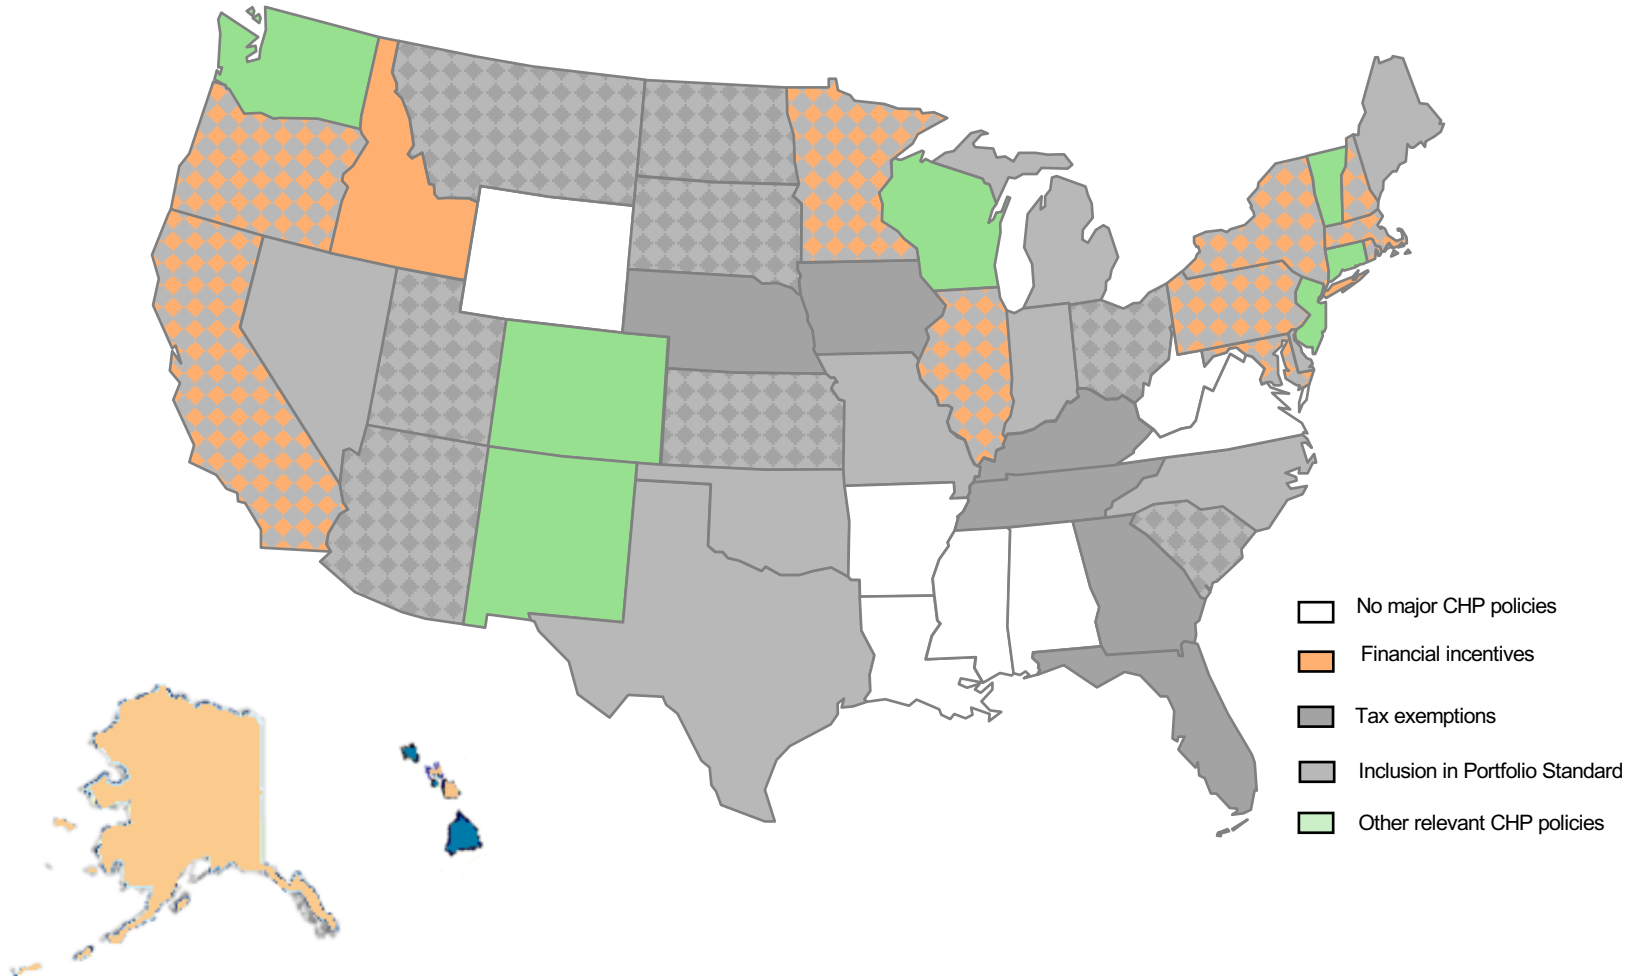 No major CHP policies
Financial incentives
Tax exemptions
Inclusion in Portfolio Standard
Other relevant CHP policies